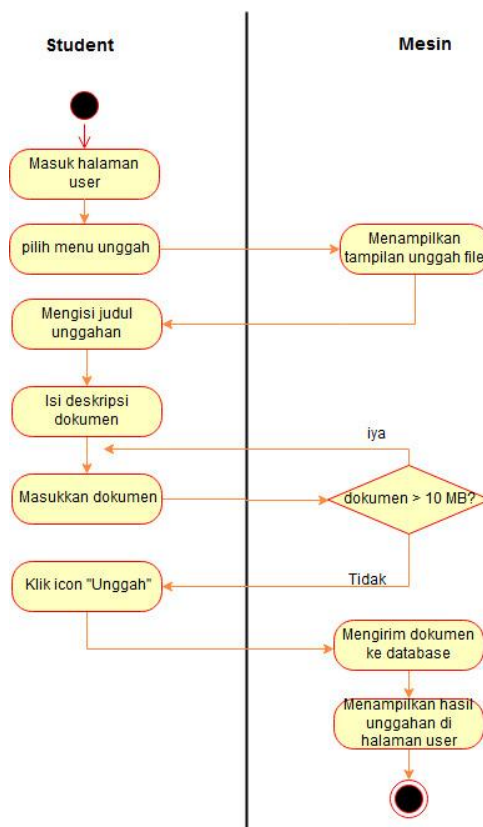 Student
Mesin
Masuk halaman
user
pilih menu unggah
Menampilkan
tampilan unggah file
Mengisi judul
unggahan
Isi deskripsi
dokumen
iya
Masukkan dokumen
dokumen > 10 MB?
Tidak
Klik icon "Unggah"
Mengirim dokumen
ke database
Menampilkan hasil
unggahan di
halaman user